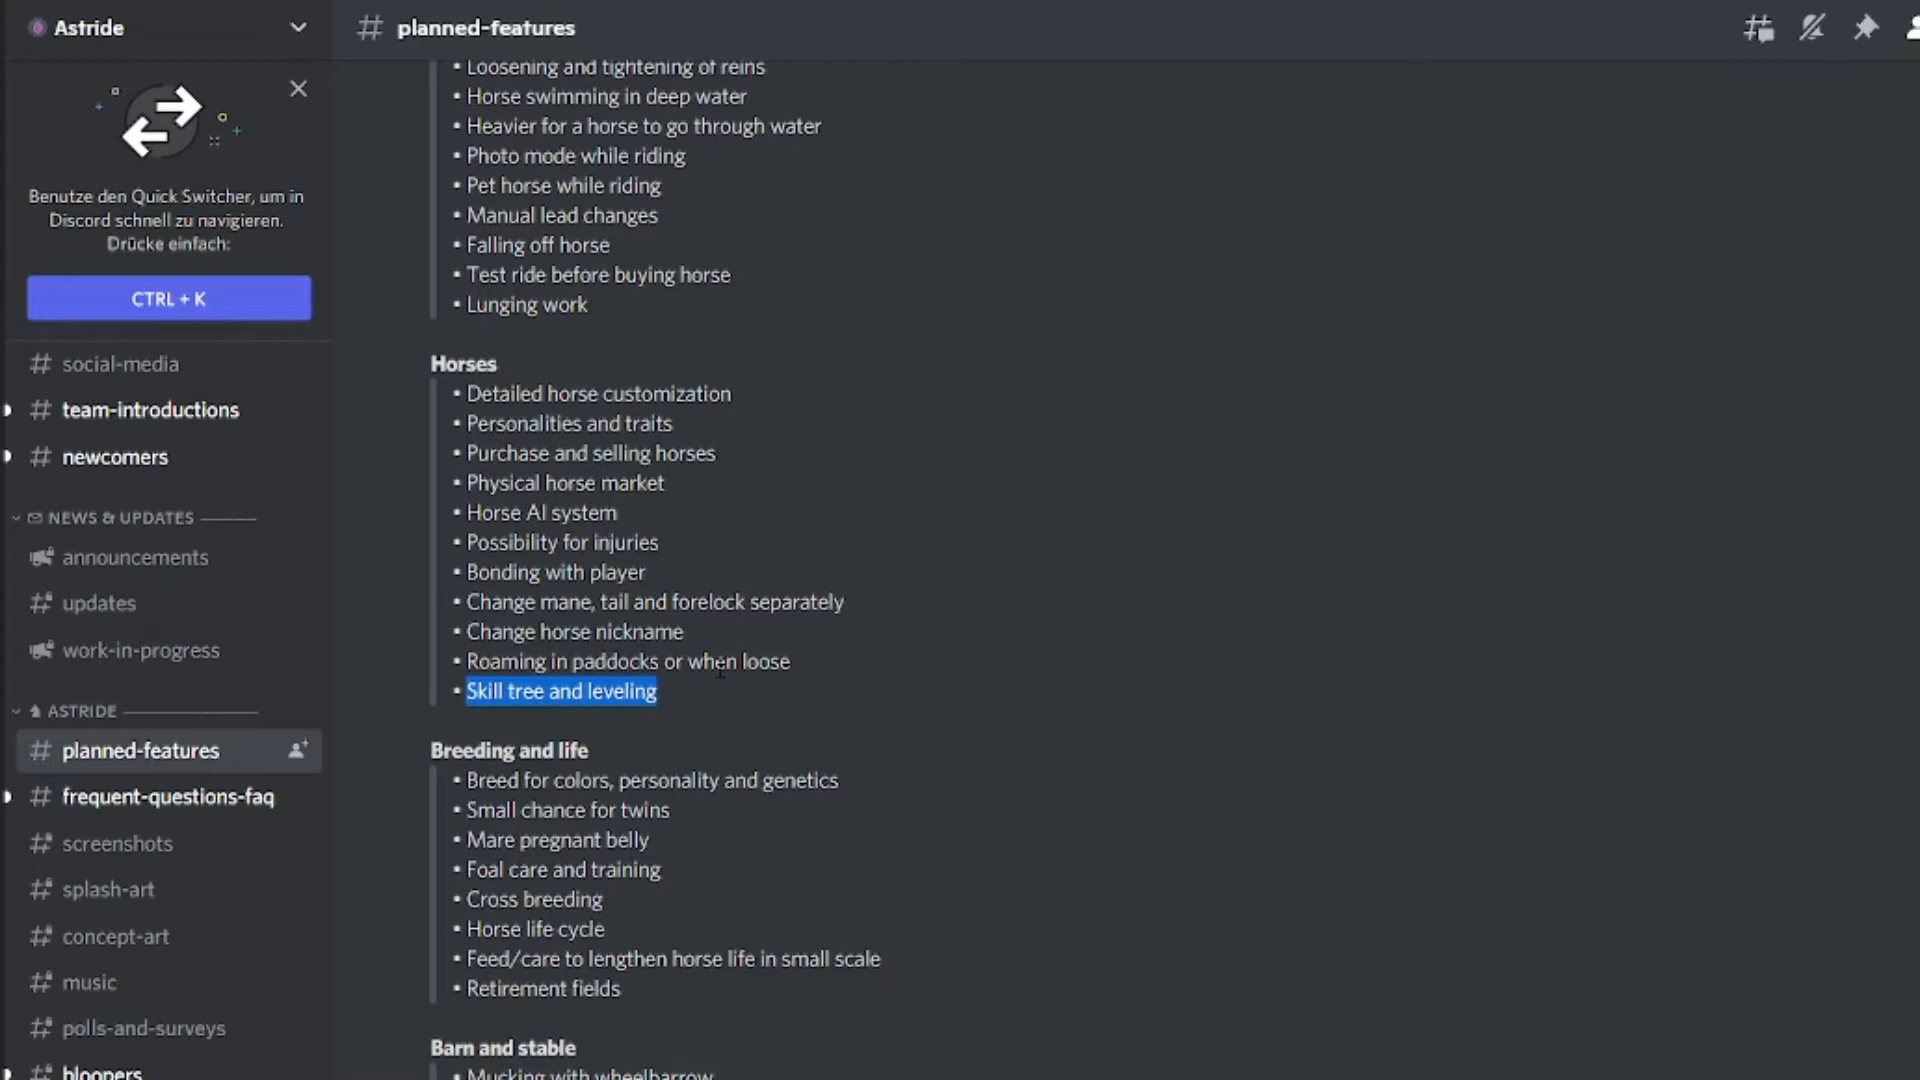 Astride
Benutze den Quick Switcher, um in
Discord schnell zu navigieren.
Drücke einfach:
CTRL + K
# social-media
# team-introductions
# newcomers
NEWS & UPDATES
announcements
# updates
work-in-progress
ASTRIDE
# planned-features
# frequent-questions-faq
# screenshots
# splash-art
# concept-art
# music
# polls-and-surveys
# bloopers
# planned-features
• Loosening and tightening of reins
• Horse swimming in deep water
• Heavier for a horse to go through water
• Photo mode while riding
• Pet horse while riding
• Manual lead changes
• Falling off horse
• Test ride before buying horse
• Lunging work
Horses
• Detailed horse customization
• Personalities and traits
• Purchase and selling horses
• Physical horse market
• Horse AI system
• Possibility for injuries
• Bonding with player
• Change mane, tail and forelock separately
• Change horse nickname
• Roaming in paddocks or when loose
• Skill tree and leveling
Breeding and life
• Breed for colors, personality and genetics
• Small chance for twins
• Mare pregnant belly
• Foal care and training
• Cross breeding
• Horse life cycle
• Feed/care to lengthen horse life in small scale
• Retirement fields
Barn and stable
• Mucking with wheelbarrow